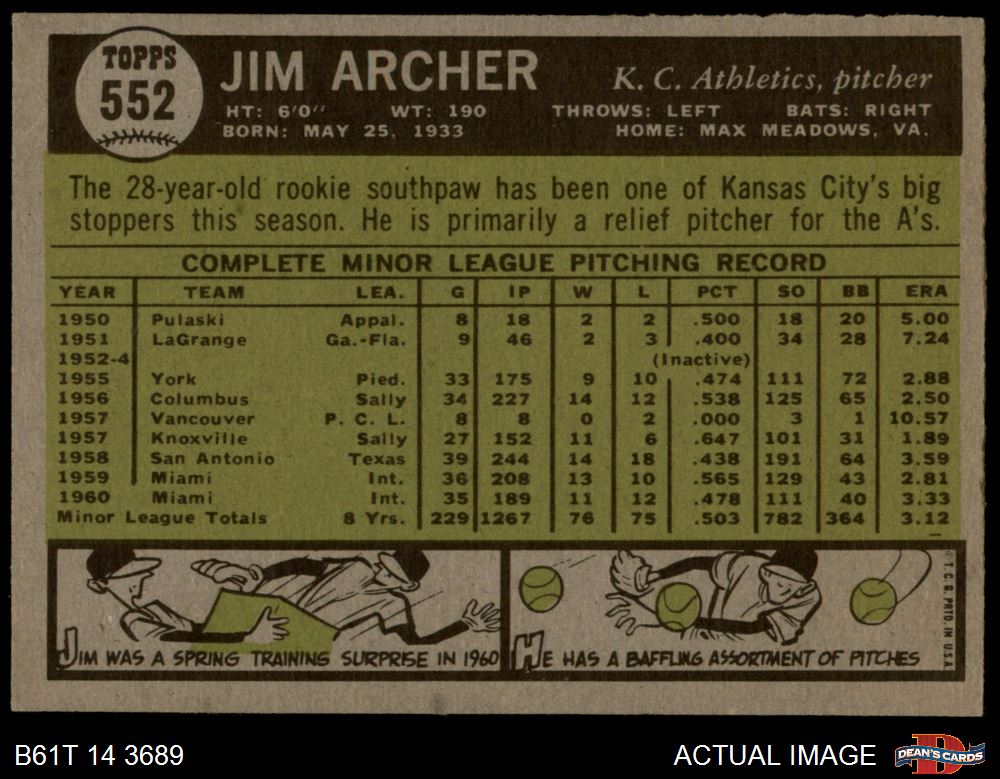 TOPPS
552
JIM ARCHER
K. C. Athletics, pitcher
HT: 6'0" WT: 190 THROWS: LEFT BATS: RIGHT
BORN: MAY 25, 1933 HOME: MAX MEADOWS, VA.
The 28-year-old rookie southpaw has been one of Kansas City's big
stoppers this season. He is primarily a relief pitcher for the A's.
COMPLETE MINOR LEAGUE PITCHING RECORD
YEAR TEAM LEA. G IP W L PCT SO BB ERA
1950 Pulaski Appal. 8 18 2 2 .500 18 20 5.00
1951 LaGrange Ga.-Fla. 9 46 2 3 .400 34 28 7.24
1952-4 (Inactive)
1955 York Pied. 33 175 9 10 .474 111 72 2.88
1956 Columbus Sally 34 227 14 12 .538 125 65 2.50
1957 Vancouver P. C. L. 8 8 0 2 .000 3 1 10.57
1957 Knoxville Sally 27 152 11 6 .647 101 31 1.89
1958 San Antonio Texas 39 244 14 18 .438 191 64 3.59
1959 Miami Int. 36 208 13 10 .565 129 43 2.81
1960 Miami Int. 35 189 11 12 .478 111 40 3.33
Minor League Totals 8 Yrs. 229 1267 76 75 .503 782 364 3.12
JIM WAS A SPRING TRAINING SURPRISE IN 1960
HE HAS A BAFFLING ASSORTMENT OF PITCHES
© T. C. G. PRTD. IN U.S.A.
B61T 14 3689 ACTUAL IMAGE
DEAN'S CARDS